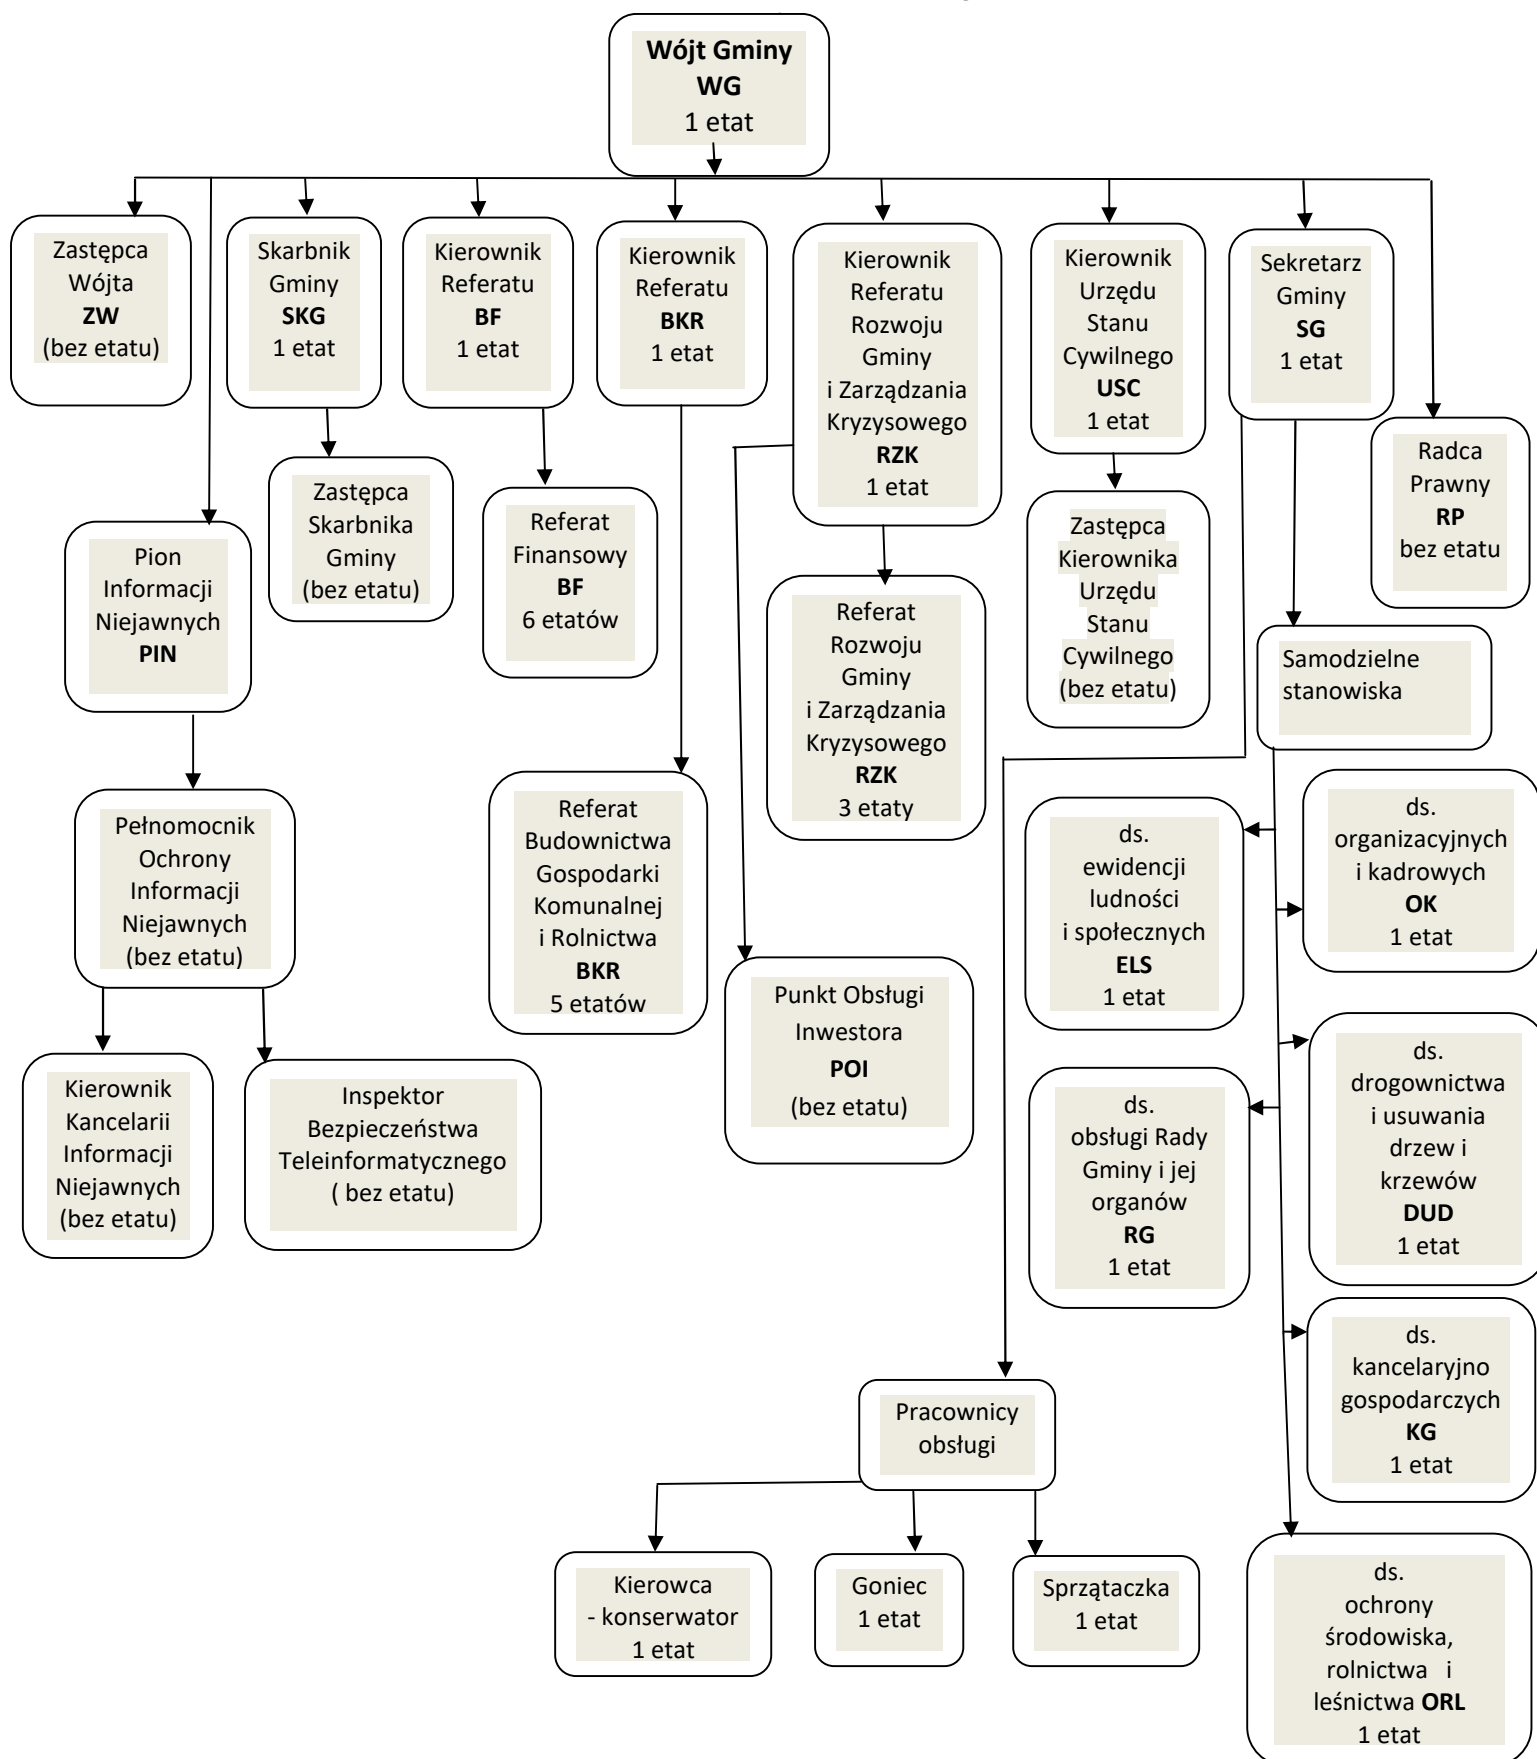 Wójt Gminy
WG
1 etat
Zastępca
Wójta
ZW
(bez etatu)
Skarbnik
Gminy
SKG
1 etat
Kierownik
Referatu
BF
1 etat
Kierownik
Referatu
BKR
1 etat
Kierownik
Referatu
Rozwoju
Gminy
i Zarządzania
Kryzysowego
RZK
1 etat
Kierownik
Urzędu
Stanu
Cywilnego
USC
1 etat
Sekretarz
Gminy
SG
1 etat
Radca
Prawny
RP
bez etatu
Pion
Informacji
Niejawnych
PIN
Zastępca
Skarbnika
Gminy
(bez etatu)
Referat
Finansowy
BF
6 etatów
Referat
Rozwoju
Gminy
i Zarządzania
Kryzysowego
RZK
3 etaty
Zastępca
Kierownika
Urzędu
Stanu
Cywilnego
(bez etatu)
Samodzielne
stanowiska
Pełnomocnik
Ochrony
Informacji
Niejawnych
(bez etatu)
Referat
Budownictwa
Gospodarki
Komunalnej
i Rolnictwa
BKR
5 etatów
Punkt Obsługi
Inwestora
POI
(bez etatu)
ds.
ewidencji
ludności
i społecznych
ELS
1 etat
ds.
organizacyjnych
i kadrowych
OK
1 etat
Kierownik
Kancelarii
Informacji
Niejawnych
(bez etatu)
Inspektor
Bezpieczeństwa
Teleinformatycznego
( bez etatu)
ds.
obsługi Rady
Gminy i jej
organów
RG
1 etat
ds.
drogownictwa
i usuwania
drzew i
krzewów
DUD
1 etat
ds.
kancelaryjno
gospodarczych
KG
1 etat
Pracownicy
obsługi
Kierowca
- konserwator
1 etat
Goniec
1 etat
Sprzątaczka
1 etat
ds.
ochrony
środowiska,
rolnictwa i
leśnictwa ORL
1 etat